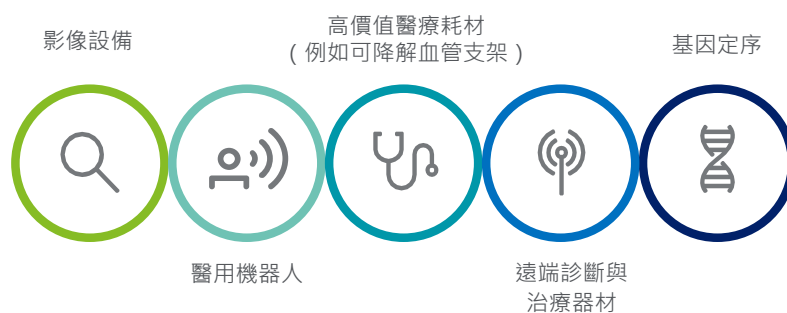 影像設備
高價值醫療耗材
（例如可降解血管支架）
基因定序
醫用機器人
遠端診斷與
治療器材